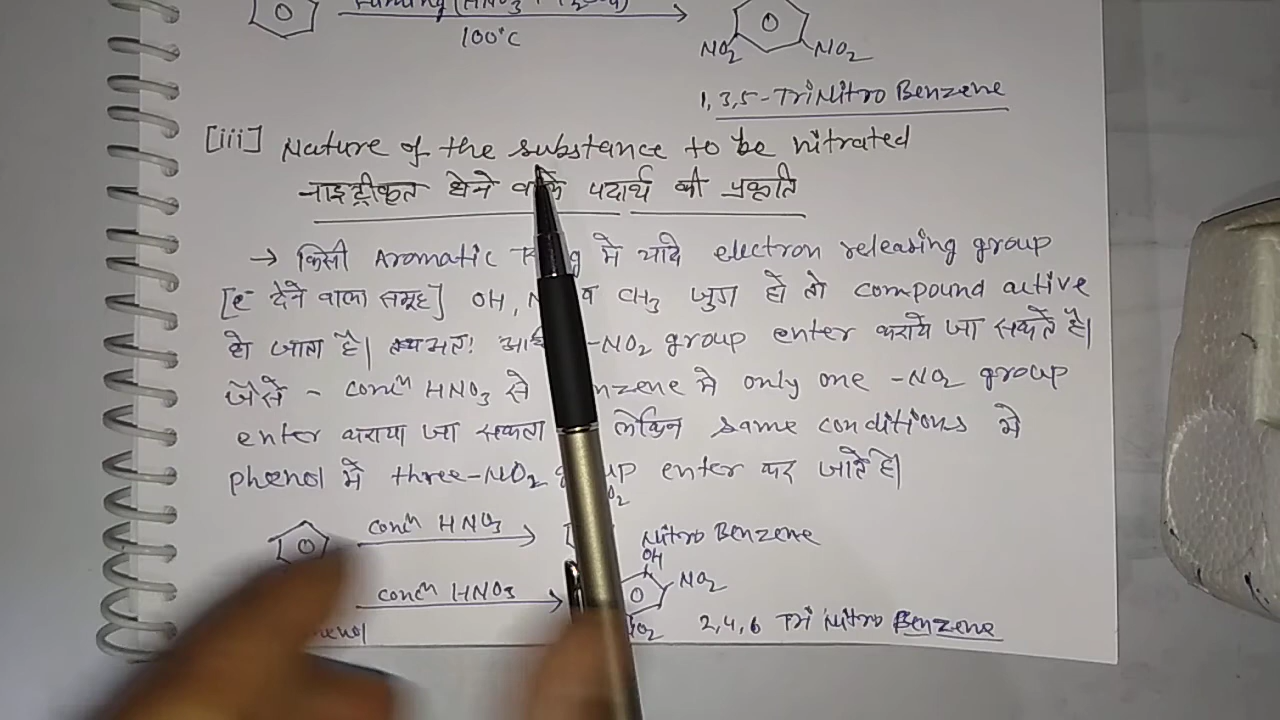 100°C
NO2 NO2
1,3,5-TriNitro Benzene
[iii] Nature of the substance to be nitrated
नाइट्रीकृत होने वाले पदार्थ की प्रकृति
→ किसी Aromatic में यदि electron releasing group
[e- देने वाला समूह] OH, व CH3 जुडा हो तो compound active
हो जाता है। अतः -NO2 group enter कराये जा सकते है।
जैसे - concn HNO3 से में only one -NO2 group
enter कराया जा सकता लेकिन same conditions में
phenol में three-NO2 enter कर जाते है।
concn HNO3 Nitro Benzene
OH
concn HNO3 NO2
2,4,6 Tri Nitro Benzene